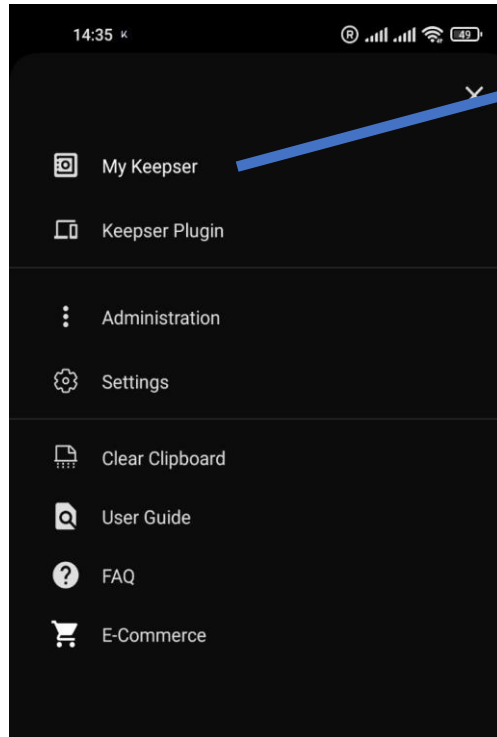 14:35 K
® 49
My Keepser
Keepser Plugin
Administration
Settings
Clear Clipboard
User Guide
FAQ
E-Commerce